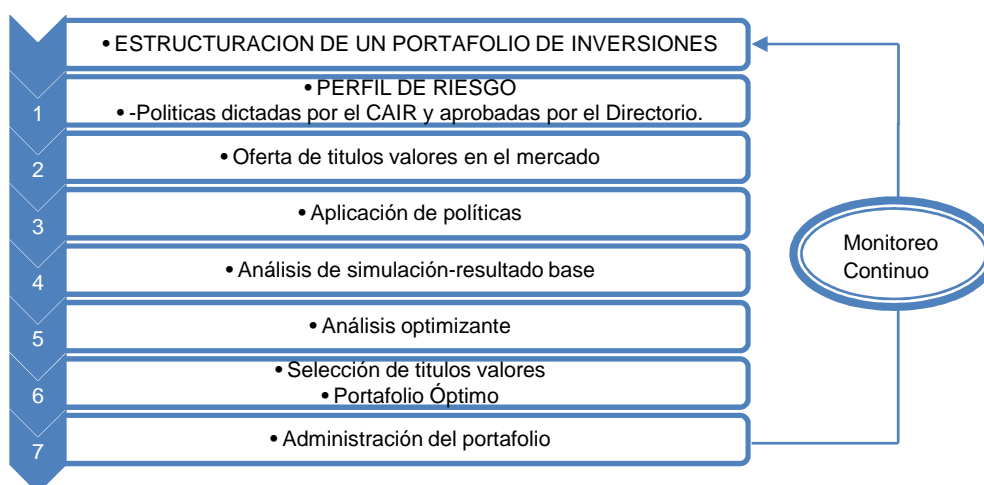 • ESTRUCTURACION DE UN PORTAFOLIO DE INVERSIONES
1
• PERFIL DE RIESGO
• -Politicas dictadas por el CAIR y aprobadas por el Directorio.
2
• Oferta de titulos valores en el mercado
3
• Aplicación de políticas
4
• Análisis de simulación-resultado base
5
• Análisis optimizante
6
• Selección de titulos valores
• Portafolio Óptimo
7
• Administración del portafolio
Monitoreo
Continuo